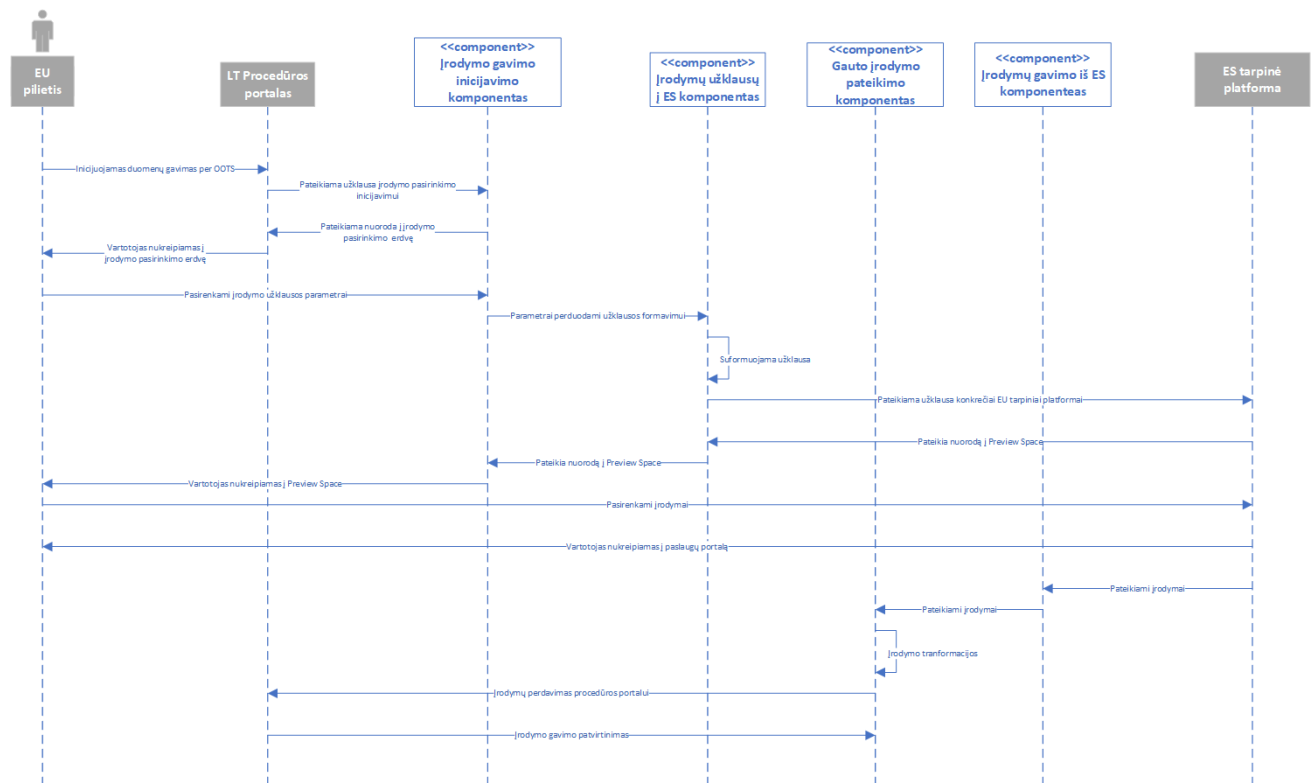 EU
pilietis
LT Procedūros
portalas
<<component>>
Įrodymo gavimo
inicijavimo
komponentas
<<component>>
Įrodymų užklausų
į ES komponentas
<<component>>
Gauto įrodymo
pateikimo
komponentas
<<component>>
Įrodymų gavimo iš ES
komponenteas
ES tarpinė
platforma
Inicijuojamas duomenų gavimas per OOTS
Pateikiama užklausa įrodymo pasirinkimo
inicijavimui
Pateikiama nuoroda į įrodymo
pasirinkimo erdvę
Vartotojas nukreipiamas į
įrodymo pasirinkimo erdvę
Pasirenkami įrodymo užklausos parametrai
Parametrai perduodami užklausos formavimui
Suformuojama užklausa
Pateikiama užklausa konkrečiai EU tarpiniai platformai
Pateikia nuorodą į Preview Space
Pateikia nuorodą į Preview Space
Vartotojas nukreipiamas į Preview Space
Pasirenkami įrodymai
Vartotojas nukreipiamas į paslaugų portalą
Pateikiami įrodymai
Pateikiami įrodymai
Įrodymo tranformacijos
Įrodymų perdavimas procedūros portalui
Įrodymo gavimo patvirtinimas